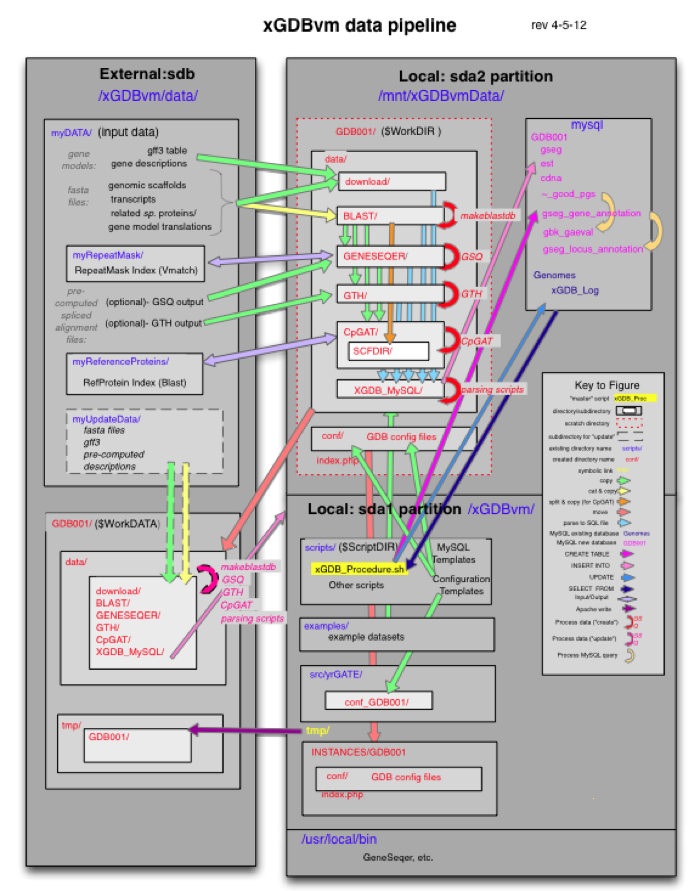 xGDBvm data pipeline
rev 4-5-12
External:sdb
/xGDBvm/data/
myDATA/ (input data)
gene
models:
gff3 table
gene descriptions
fasta
files:
genomic scaffolds
transcripts
related sp. proteins/
gene model translations
myRepeatMask/
RepeatMask Index (Vmatch)
pre-
computed
spliced
alignment
files:
(optional)- GSQ output
(optional)- GTH output
myReferenceProteins/
RefProtein Index (Blast)
myUpdateData/
fasta files
gff3
pre-computed
descriptions
GDB001/ ($WorkDATA)
data/
download/
BLAST/
GENESEQER/
GTH/
CpGAT/
XGDB_MySQL/
makeblastdb
GSQ
GTH
CpGAT
parsing scripts
tmp/
GDB001/
Local: sda2 partition
/mnt/xGDBvmData/
GDB001/ ($WorkDIR )
data/
download/
BLAST/
makeblastdb
GENESEQER/
GSQ
GTH/
GTH
CpGAT/
CpGAT
SCFDIR/
XGDB_MySQL/
parsing scripts
conf/
GDB config files
index.php
mysql
GDB001
gseg
est
cdna
~_good_pgs
gseg_gene_annotation
gbk_gaeval
gseg_locus_annotation
Genomes
xGDB_Log
Local: sda1 partition /xGDBvm/
scripts/ ($ScriptDIR)
xGDB_Procedure.sh
Other scripts
MySQL
Templates
Configuration
Templates
examples/
example datasets
src/yrGATE/
conf_GDB001/
tmp/
INSTANCES/GDB001
conf/
GDB config files
index.php
/usr/local/bin
GeneSeqer, etc.
Key to Figure
"master" script xGDB_Proc
directory/subdirectory
scratch directory
subdirectory for "update"
existing directory name scripts/
created directory name conf/
symbolic link
copy
cat & copy
split & copy (for CpGAT)
move
parse to SQL file
MySQL existing database Genomes
MySQL new database GDB001
CREATE TABLE
INSERT INTO
UPDATE
SELECT FROM
Input/Output
Apache write
Process data ("create")
Process data ("update")
Process MySQL query